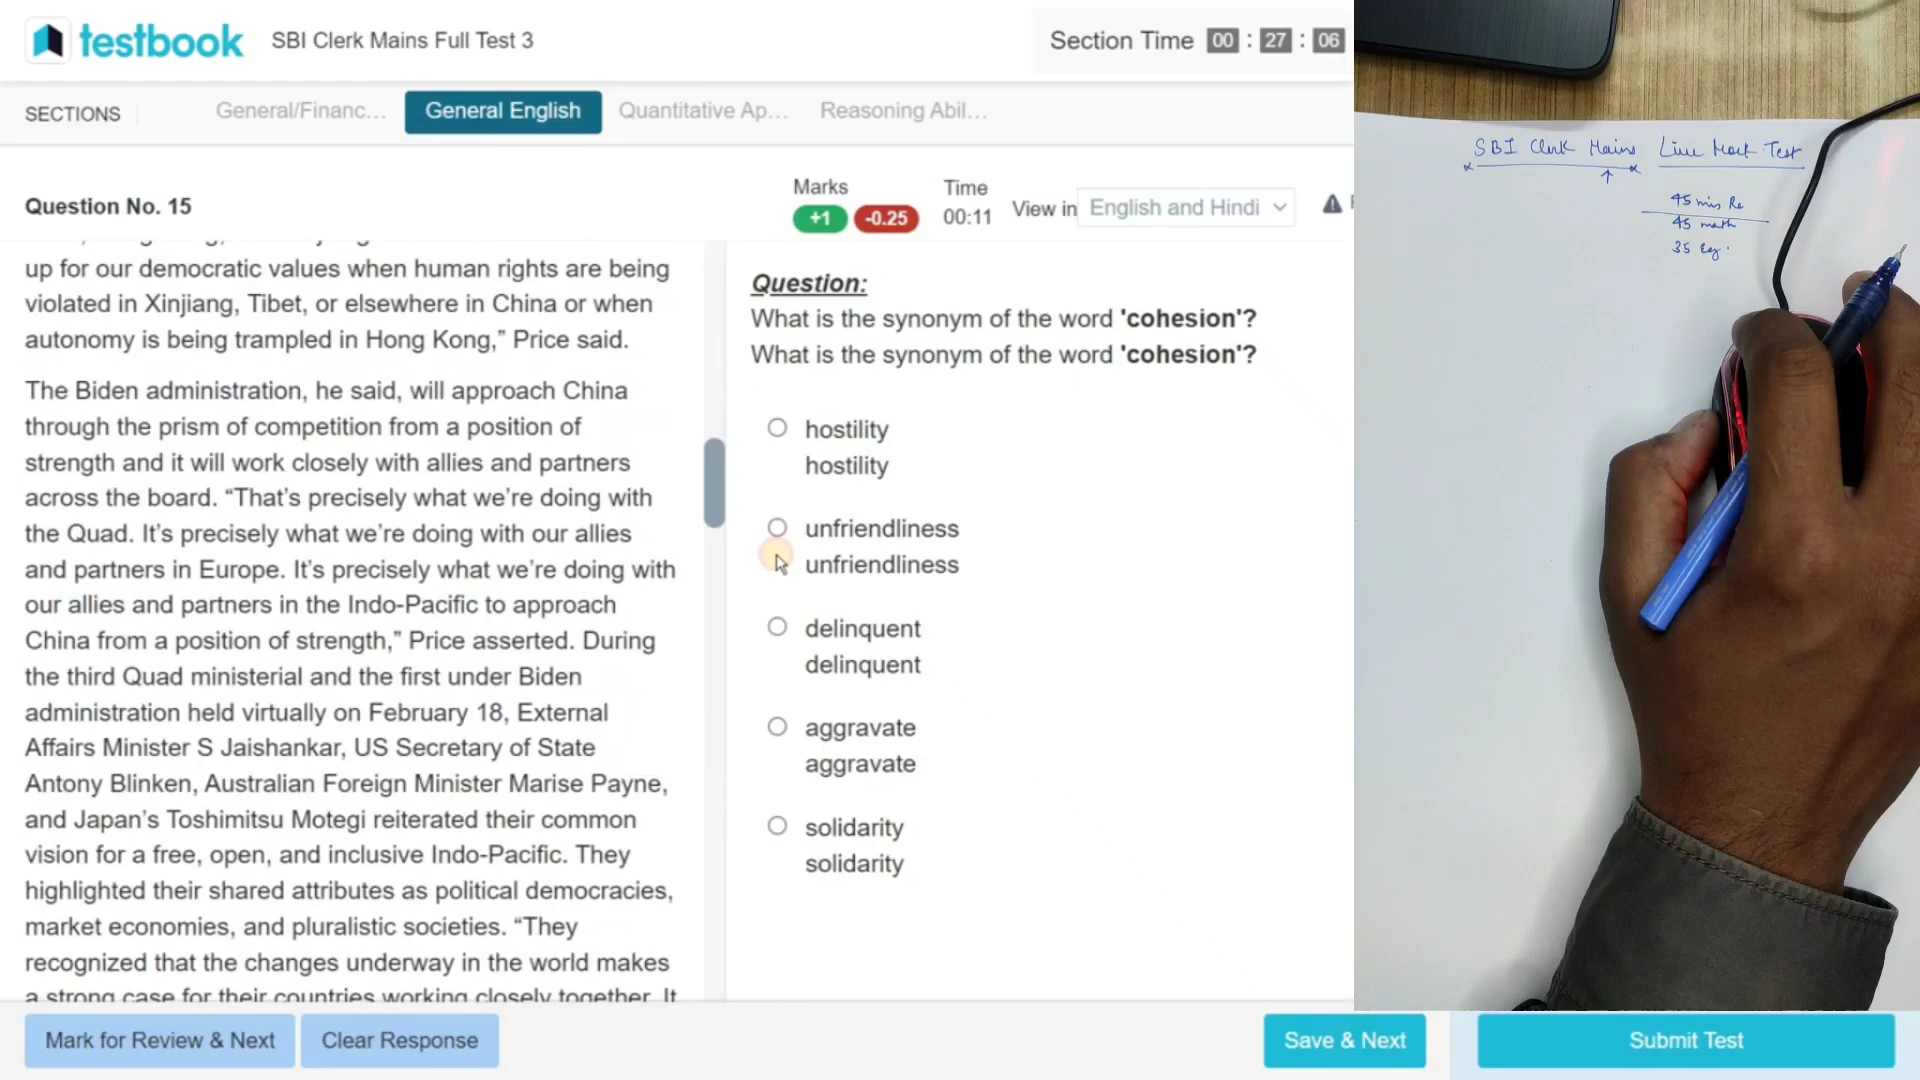 testbook
SBI Clerk Mains Full Test 3
Section Time 00 : 27 : 06
SECTIONS
General/Financ...
General English
Quantitative Ap...
Reasoning Abil...
Question No. 15
Marks
+1 -0.25
Time
00:11
View in English and Hindi
up for our democratic values when human rights are being
violated in Xinjiang, Tibet, or elsewhere in China or when
autonomy is being trampled in Hong Kong,” Price said.
The Biden administration, he said, will approach China
through the prism of competition from a position of
strength and it will work closely with allies and partners
across the board. “That’s precisely what we’re doing with
the Quad. It’s precisely what we’re doing with our allies
and partners in Europe. It’s precisely what we’re doing with
our allies and partners in the Indo-Pacific to approach
China from a position of strength,” Price asserted. During
the third Quad ministerial and the first under Biden
administration held virtually on February 18, External
Affairs Minister S Jaishankar, US Secretary of State
Antony Blinken, Australian Foreign Minister Marise Payne,
and Japan’s Toshimitsu Motegi reiterated their common
vision for a free, open, and inclusive Indo-Pacific. They
highlighted their shared attributes as political democracies,
market economies, and pluralistic societies. “They
recognized that the changes underway in the world makes
a strong case for their countries working closely together. It
Question:
What is the synonym of the word 'cohesion'?
What is the synonym of the word 'cohesion'?
hostility
hostility
unfriendliness
unfriendliness
delinquent
delinquent
aggravate
aggravate
solidarity
solidarity
Mark for Review & Next
Clear Response
Save & Next
Submit Test
SBI Clerk Mains Live Mock Test
45 min Re
45 math
35 Eng.